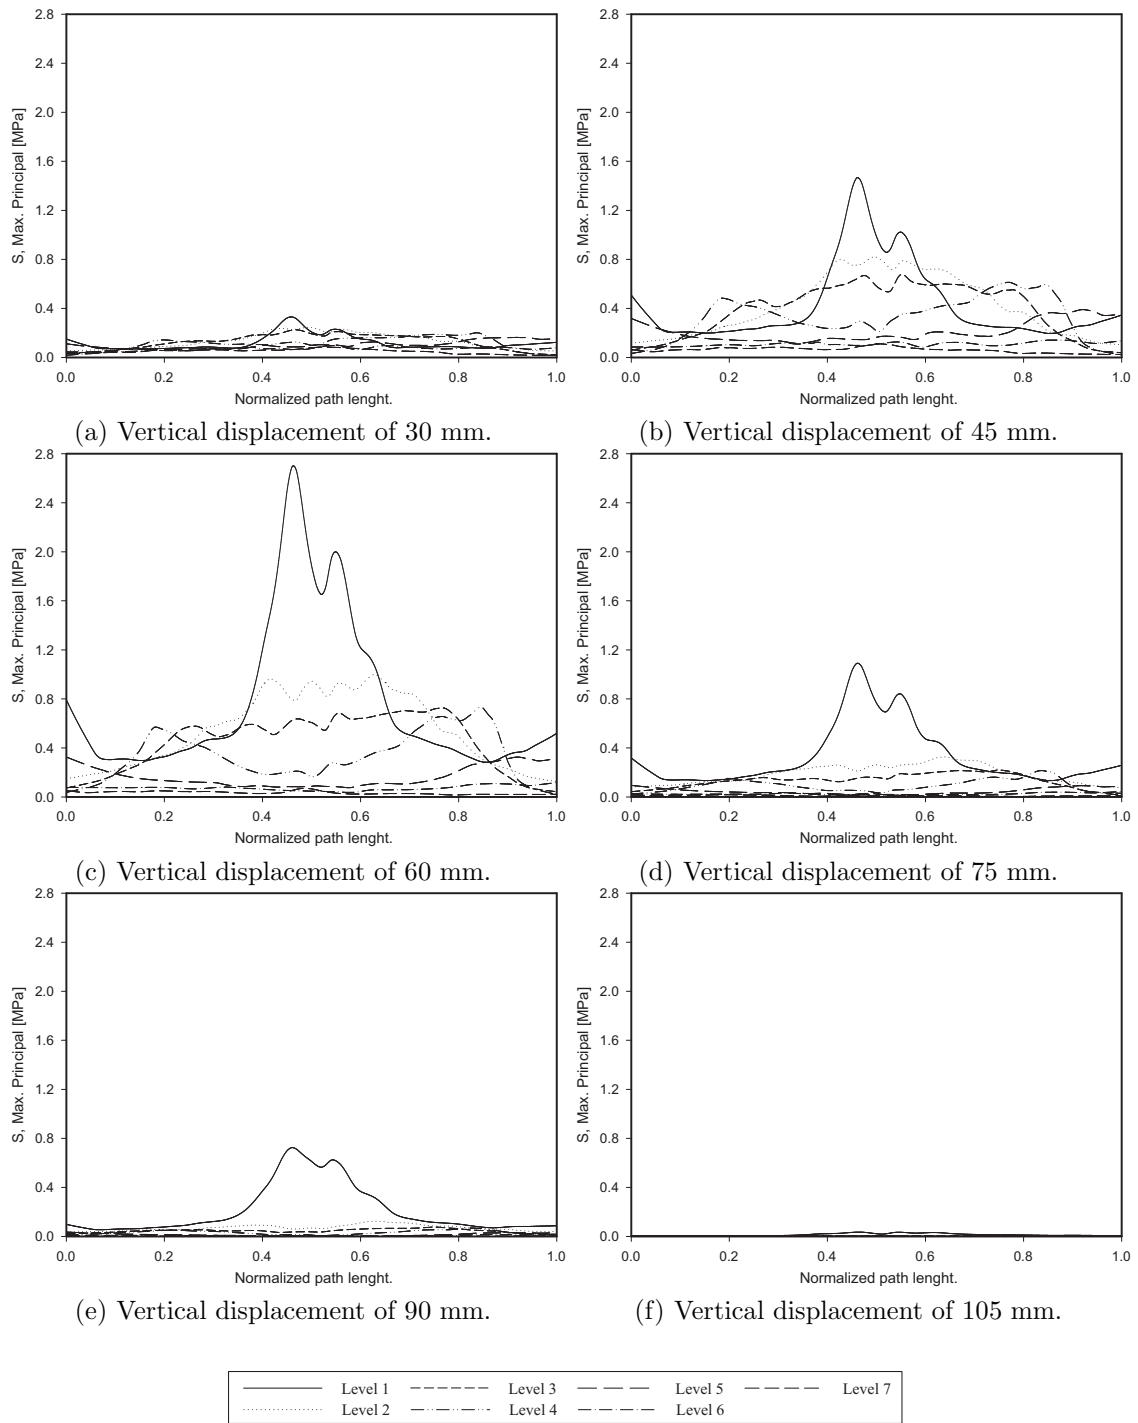 2.8
2.4
2.0
1.6
1.2
0.8
0.4
0.0
S, Max. Principal [MPa]
0.0 0.2 0.4 0.6 0.8 1.0
Normalized path lenght.
(a) Vertical displacement of 30 mm.
2.8
2.4
2.0
1.6
1.2
0.8
0.4
0.0
S, Max. Principal [MPa]
0.0 0.2 0.4 0.6 0.8 1.0
Normalized path lenght.
(b) Vertical displacement of 45 mm.
2.8
2.4
2.0
1.6
1.2
0.8
0.4
0.0
S, Max. Principal [MPa]
0.0 0.2 0.4 0.6 0.8 1.0
Normalized path lenght.
(c) Vertical displacement of 60 mm.
2.8
2.4
2.0
1.6
1.2
0.8
0.4
0.0
S, Max. Principal [MPa]
0.0 0.2 0.4 0.6 0.8 1.0
Normalized path lenght.
(d) Vertical displacement of 75 mm.
2.8
2.4
2.0
1.6
1.2
0.8
0.4
0.0
S, Max. Principal [MPa]
0.0 0.2 0.4 0.6 0.8 1.0
Normalized path lenght.
(e) Vertical displacement of 90 mm.
2.8
2.4
2.0
1.6
1.2
0.8
0.4
0.0
S, Max. Principal [MPa]
0.0 0.2 0.4 0.6 0.8 1.0
Normalized path lenght.
(f) Vertical displacement of 105 mm.
Level 1 Level 3 Level 5 Level 7
Level 2 Level 4 Level 6